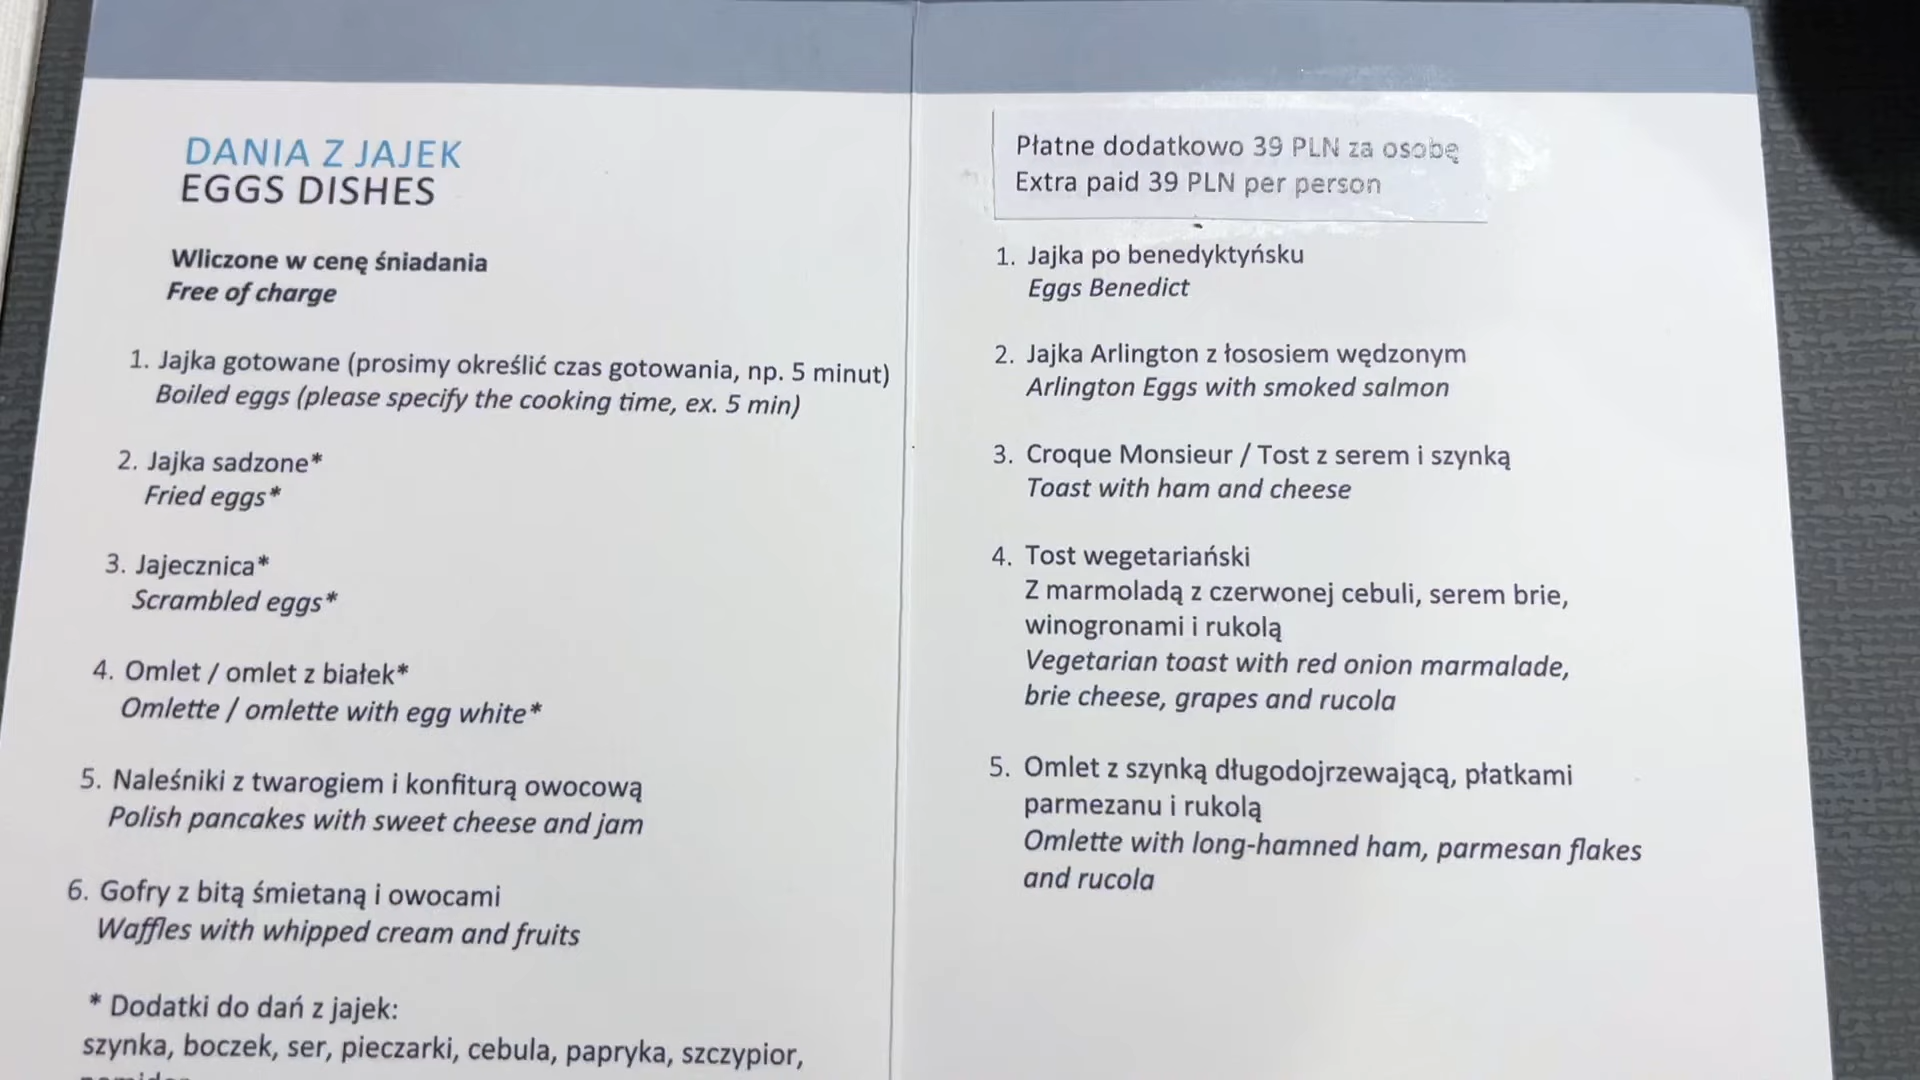 DANIA Z JAJEK
EGGS DISHES
Wliczone w cenę śniadania
Free of charge
1. Jajka gotowane (prosimy określić czas gotowania, np. 5 minut)
Boiled eggs (please specify the cooking time, ex. 5 min)
2. Jajka sadzone*
Fried eggs*
3. Jajecznica*
Scrambled eggs*
4. Omlet / omlet z białek*
Omlette / omlette with egg white*
5. Naleśniki z twarogiem i konfiturą owocową
Polish pancakes with sweet cheese and jam
6. Gofry z bitą śmietaną i owocami
Waffles with whipped cream and fruits
* Dodatki do dań z jajek:
szynka, boczek, ser, pieczarki, cebula, papryka, szczypior,
Płatne dodatkowo 39 PLN za osobę
Extra paid 39 PLN per person
1. Jajka po benedyktyńsku
Eggs Benedict
2. Jajka Arlington z łososiem wędzonym
Arlington Eggs with smoked salmon
3. Croque Monsieur / Tost z serem i szynką
Toast with ham and cheese
4. Tost wegetariański
Z marmoladą z czerwonej cebuli, serem brie,
winogronami i rukolą
Vegetarian toast with red onion marmalade,
brie cheese, grapes and rucola
5. Omlet z szynką długodojrzewającą, płatkami
parmezanu i rukolą
Omlette with long-hamned ham, parmesan flakes
and rucola